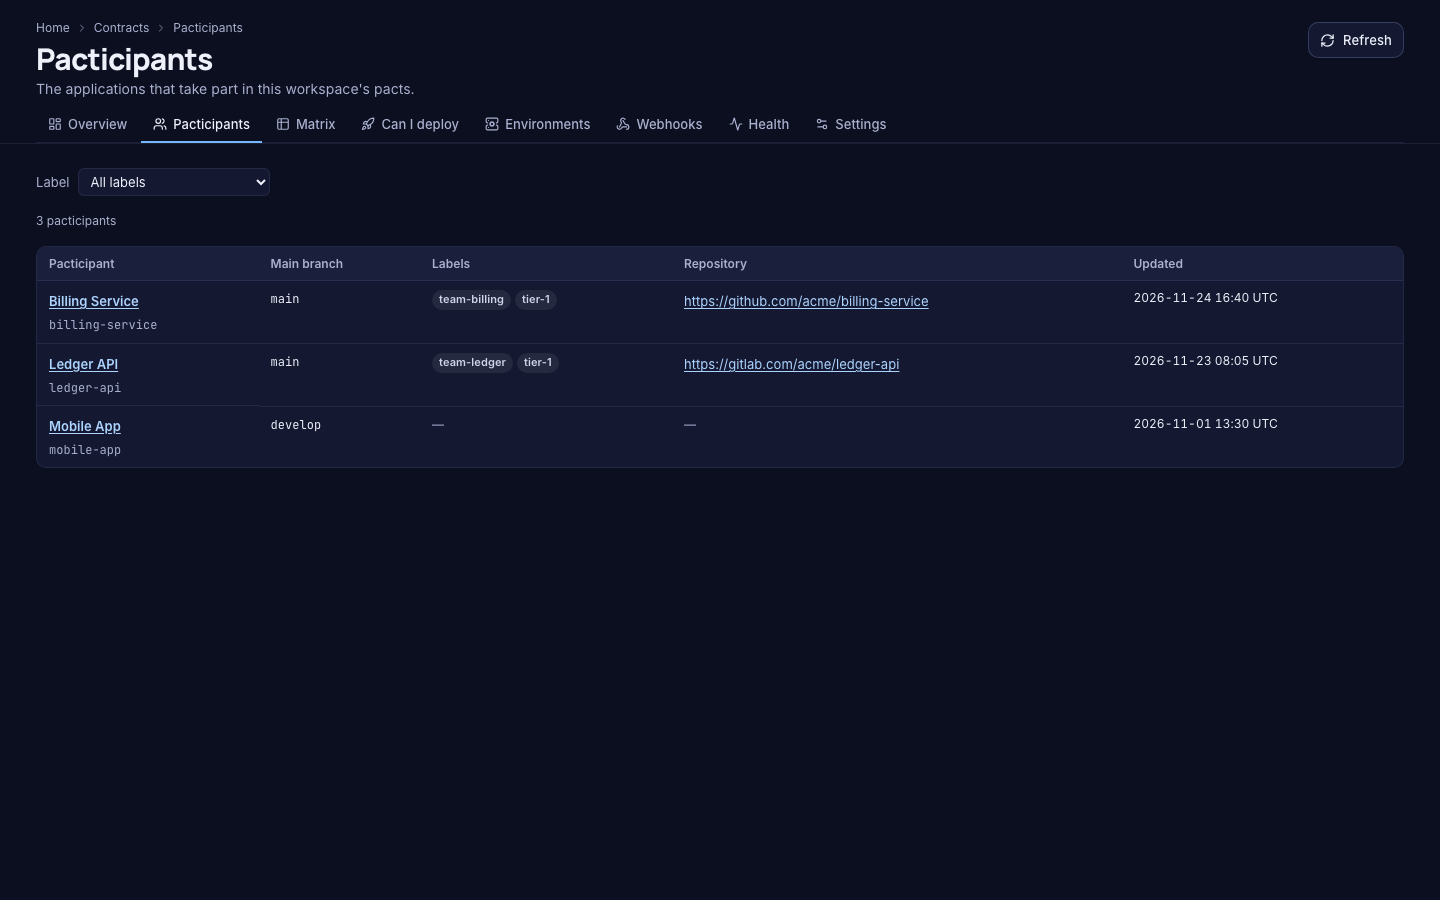 Home > Contracts > Pacticipants
Pacticipants
The applications that take part in this workspace's pacts.
Refresh
Overview Pacticipants Matrix Can I deploy Environments Webhooks Health Settings
Label All labels
3 pacticipants
Pacticipant Main branch Labels Repository Updated
Billing Service main team-billing tier-1 https://github.com/acme/billing-service 2026-11-24 16:40 UTC
billing-service
Ledger API main team-ledger tier-1 https://gitlab.com/acme/ledger-api 2026-11-23 08:05 UTC
ledger-api
Mobile App develop — — 2026-11-01 13:30 UTC
mobile-app